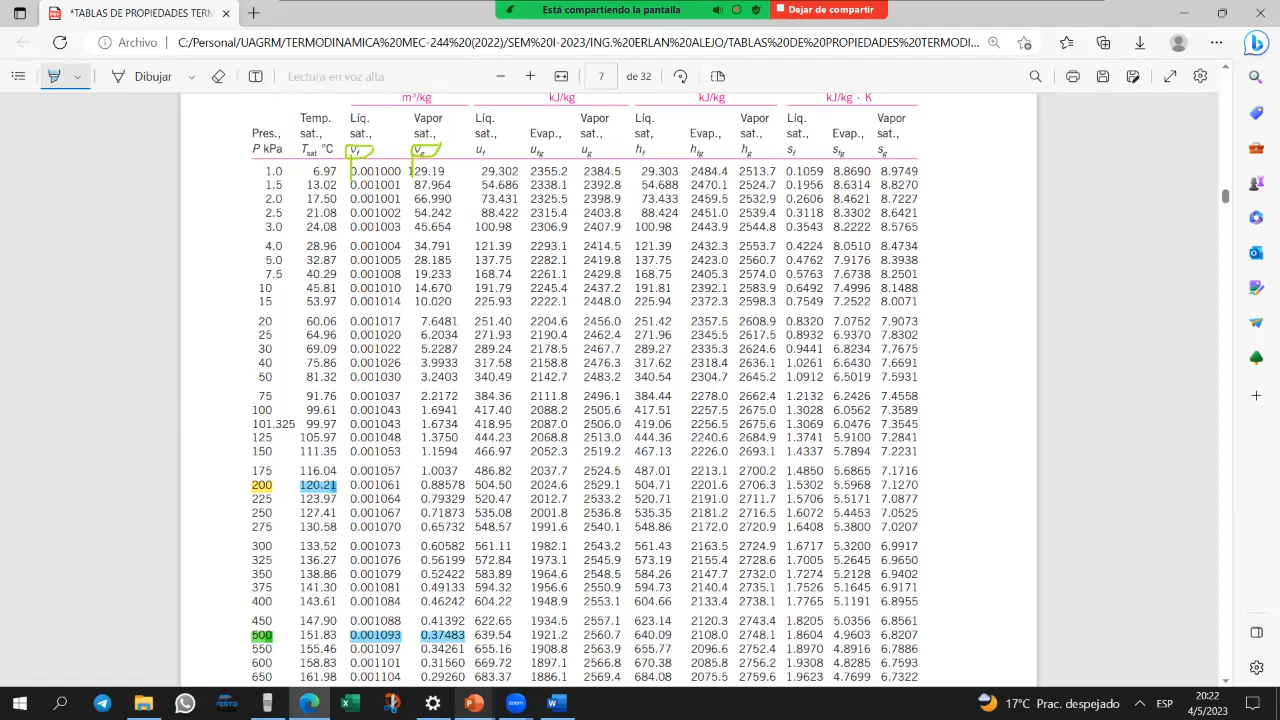 Está compartiendo la pantalla
Dejar de compartir
*TABLAS DE PROPIEDADES TERM
Archivo C:/Personal/UAGRM/TERMODINAMICA%20MEC-244%20(2022)/SEM%20I-2023/ING.%20ERLAN%20ALEJO/TABLAS%20DE%20PROPIEDADES%20TERMODI...
Dibujar Lectura en voz alta 7 de 32
m³/kg kJ/kg kJ/kg kJ/kg · K
Temp. Líq. Vapor Líq. Vapor Líq. Vapor Líq. Vapor
Pres., sat., sat., sat., sat, Evap., sat., sat, Evap., sat., sat., Evap., sat.,
P kPa Tsat °C vf vg uf ufg ug hf hfg hg sf sfg sg
1.0 6.97 0.001000 129.19 29.302 2355.2 2384.5 29.303 2484.4 2513.7 0.1059 8.8690 8.9749
1.5 13.02 0.001001 87.964 54.686 2338.1 2392.8 54.688 2470.1 2524.7 0.1956 8.6314 8.8270
2.0 17.50 0.001001 66.990 73.431 2325.5 2398.9 73.433 2459.5 2532.9 0.2606 8.4621 8.7227
2.5 21.08 0.001002 54.242 88.422 2315.4 2403.8 88.424 2451.0 2539.4 0.3118 8.3302 8.6421
3.0 24.08 0.001003 45.654 100.98 2306.9 2407.9 100.98 2443.9 2544.8 0.3543 8.2222 8.5765
4.0 28.96 0.001004 34.791 121.39 2293.1 2414.5 121.39 2432.3 2553.7 0.4224 8.0510 8.4734
5.0 32.87 0.001005 28.185 137.75 2282.1 2419.8 137.75 2423.0 2560.7 0.4762 7.9176 8.3938
7.5 40.29 0.001008 19.233 168.74 2261.1 2429.8 168.75 2405.3 2574.0 0.5763 7.6738 8.2501
10 45.81 0.001010 14.670 191.79 2245.4 2437.2 191.81 2392.1 2583.9 0.6492 7.4996 8.1488
15 53.97 0.001014 10.020 225.93 2222.1 2448.0 225.94 2372.3 2598.3 0.7549 7.2522 8.0071
20 60.06 0.001017 7.6481 251.40 2204.6 2456.0 251.42 2357.5 2608.9 0.8320 7.0752 7.9073
25 64.96 0.001020 6.2034 271.93 2190.4 2462.4 271.96 2345.5 2617.5 0.8932 6.9370 7.8302
30 69.09 0.001022 5.2287 289.24 2178.5 2467.7 289.27 2335.3 2624.6 0.9441 6.8234 7.7675
40 75.86 0.001026 3.9933 317.58 2158.8 2476.3 317.62 2318.4 2636.1 1.0261 6.6430 7.6691
50 81.32 0.001030 3.2403 340.49 2142.7 2483.2 340.54 2304.7 2645.2 1.0912 6.5019 7.5931
75 91.76 0.001037 2.2172 384.36 2111.8 2496.1 384.44 2278.0 2662.4 1.2132 6.2426 7.4558
100 99.61 0.001043 1.6941 417.40 2088.2 2505.6 417.51 2257.5 2675.0 1.3028 6.0562 7.3589
101.325 99.97 0.001043 1.6734 418.95 2087.0 2506.0 419.06 2256.5 2675.6 1.3069 6.0476 7.3545
125 105.97 0.001048 1.3750 444.23 2068.8 2513.0 444.36 2240.6 2684.9 1.3741 5.9100 7.2841
150 111.35 0.001053 1.1594 466.97 2052.3 2519.2 467.13 2226.0 2693.1 1.4337 5.7894 7.2231
175 116.04 0.001057 1.0037 486.82 2037.7 2524.5 487.01 2213.1 2700.2 1.4850 5.6865 7.1716
200 120.21 0.001061 0.88578 504.50 2024.6 2529.1 504.71 2201.6 2706.3 1.5302 5.5968 7.1270
225 123.97 0.001064 0.79329 520.47 2012.7 2533.2 520.71 2191.0 2711.7 1.5706 5.5171 7.0877
250 127.41 0.001067 0.71873 535.08 2001.8 2536.8 535.35 2181.2 2716.5 1.6072 5.4453 7.0525
275 130.58 0.001070 0.65732 548.57 1991.6 2540.1 548.86 2172.0 2720.9 1.6408 5.3800 7.0207
300 133.52 0.001073 0.60582 561.11 1982.1 2543.2 561.43 2163.5 2724.9 1.6717 5.3200 6.9917
325 136.27 0.001076 0.56199 572.84 1973.1 2545.9 573.19 2155.4 2728.6 1.7005 5.2645 6.9650
350 138.86 0.001079 0.52422 583.89 1964.6 2548.5 584.26 2147.7 2732.0 1.7274 5.2128 6.9402
375 141.30 0.001081 0.49133 594.32 1956.6 2550.9 594.73 2140.4 2735.1 1.7526 5.1645 6.9171
400 143.61 0.001084 0.46242 604.22 1948.9 2553.1 604.66 2133.4 2738.1 1.7765 5.1191 6.8955
450 147.90 0.001088 0.41392 622.65 1934.5 2557.1 623.14 2120.3 2743.4 1.8205 5.0356 6.8561
500 151.83 0.001093 0.37483 639.54 1921.2 2560.7 640.09 2108.0 2748.1 1.8604 4.9603 6.8207
550 155.46 0.001097 0.34261 655.16 1908.8 2563.9 655.77 2096.6 2752.4 1.8970 4.8916 6.7886
600 158.83 0.001101 0.31560 669.72 1897.1 2566.8 670.38 2085.8 2756.2 1.9308 4.8285 6.7593
650 161.98 0.001104 0.29260 683.37 1886.1 2569.4 684.08 2075.5 2759.6 1.9623 4.7699 6.7322
17°C Prac. despejado ESP 20:22
4/5/2023